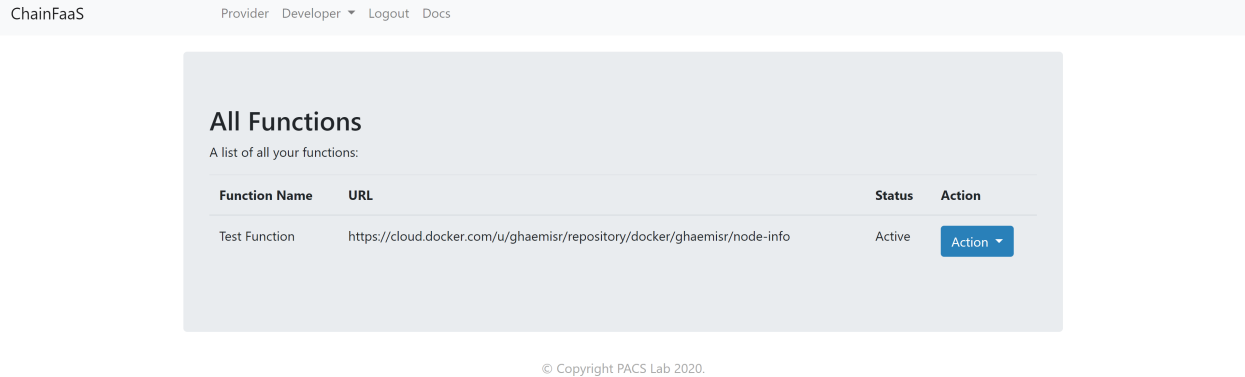 ChainFaaS Provider Developer Logout Docs
All Functions
A list of all your functions:
Function Name URL Status Action
Test Function https://cloud.docker.com/u/ghaemisr/repository/docker/ghaemisr/node-info Active Action
© Copyright PACS Lab 2020.